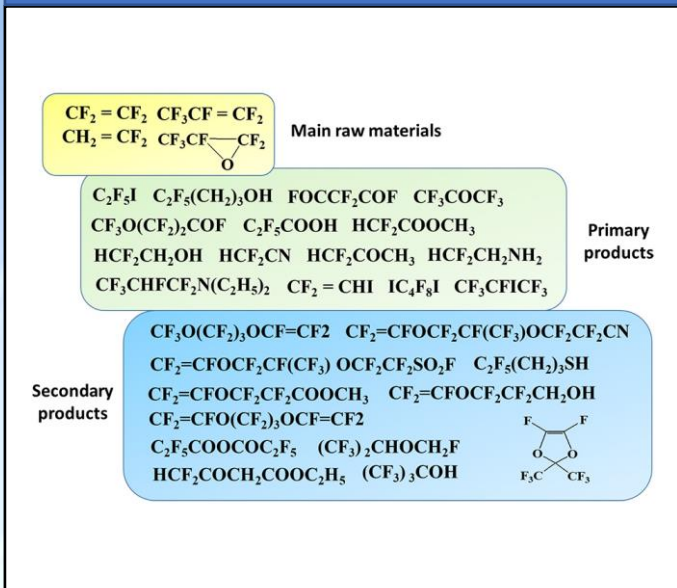 CF₂ = CF₂ CF₃CF = CF₂
CH₂ = CF₂ CF₃CF CF₂
O
Main raw materials
C₂F₅I C₂F₅(CH₂)₃OH FOCCF₂COF CF₃COCF₃
CF₃O(CF₂)₂COF C₂F₅COOH HCF₂COOCH₃
HCF₂CH₂OH HCF₂CN HCF₂COCH₃ HCF₂CH₂NH₂
CF₃CHFCF₂N(C₂H₅)₂ CF₂ = CHI IC₄F₈I CF₃CFICF₃
Primary
products
CF₃O(CF₂)₃OCF=CF2 CF₂=CFOCF₂CF(CF₃)OCF₂CF₂CN
CF₂=CFOCF₂CF(CF₃) OCF₂CF₂SO₂F C₂F₅(CH₂)₃SH
CF₂=CFOCF₂CF₂COOCH₃ CF₂=CFOCF₂CF₂CH₂OH
CF₂=CFO(CF₂)₃OCF=CF2
C₂F₅COOCOC₂F₅ (CF₃)₂CHOCH₂F
HCF₂COCH₂COOC₂H₅ (CF₃)₃COH
F F
O O
F₃C CF₃
Secondary
products